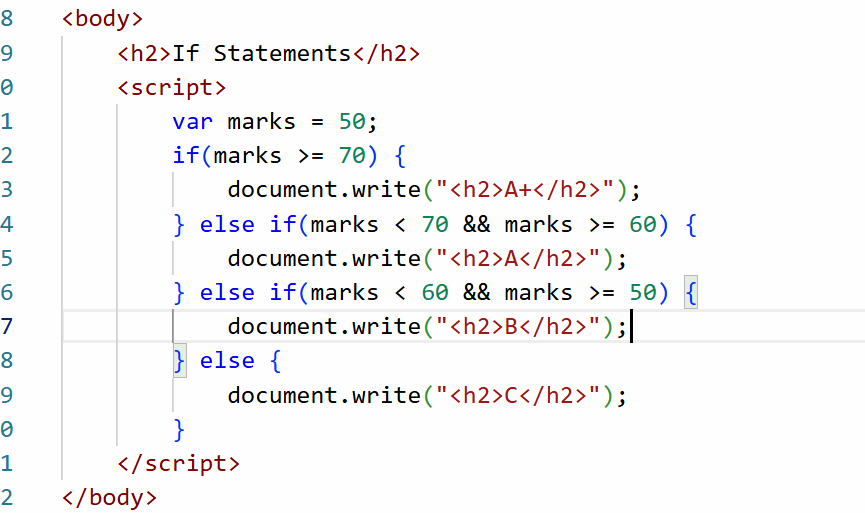 8 <body>
9 <h2>If Statements</h2>
0 <script>
1 var marks = 50;
2 if(marks >= 70) {
3 document.write("<h2>A+</h2>");
4 } else if(marks < 70 && marks >= 60) {
5 document.write("<h2>A</h2>");
6 } else if(marks < 60 && marks >= 50) {
7 document.write("<h2>B</h2>");
8 } else {
9 document.write("<h2>C</h2>");
0 }
1 </script>
2 </body>